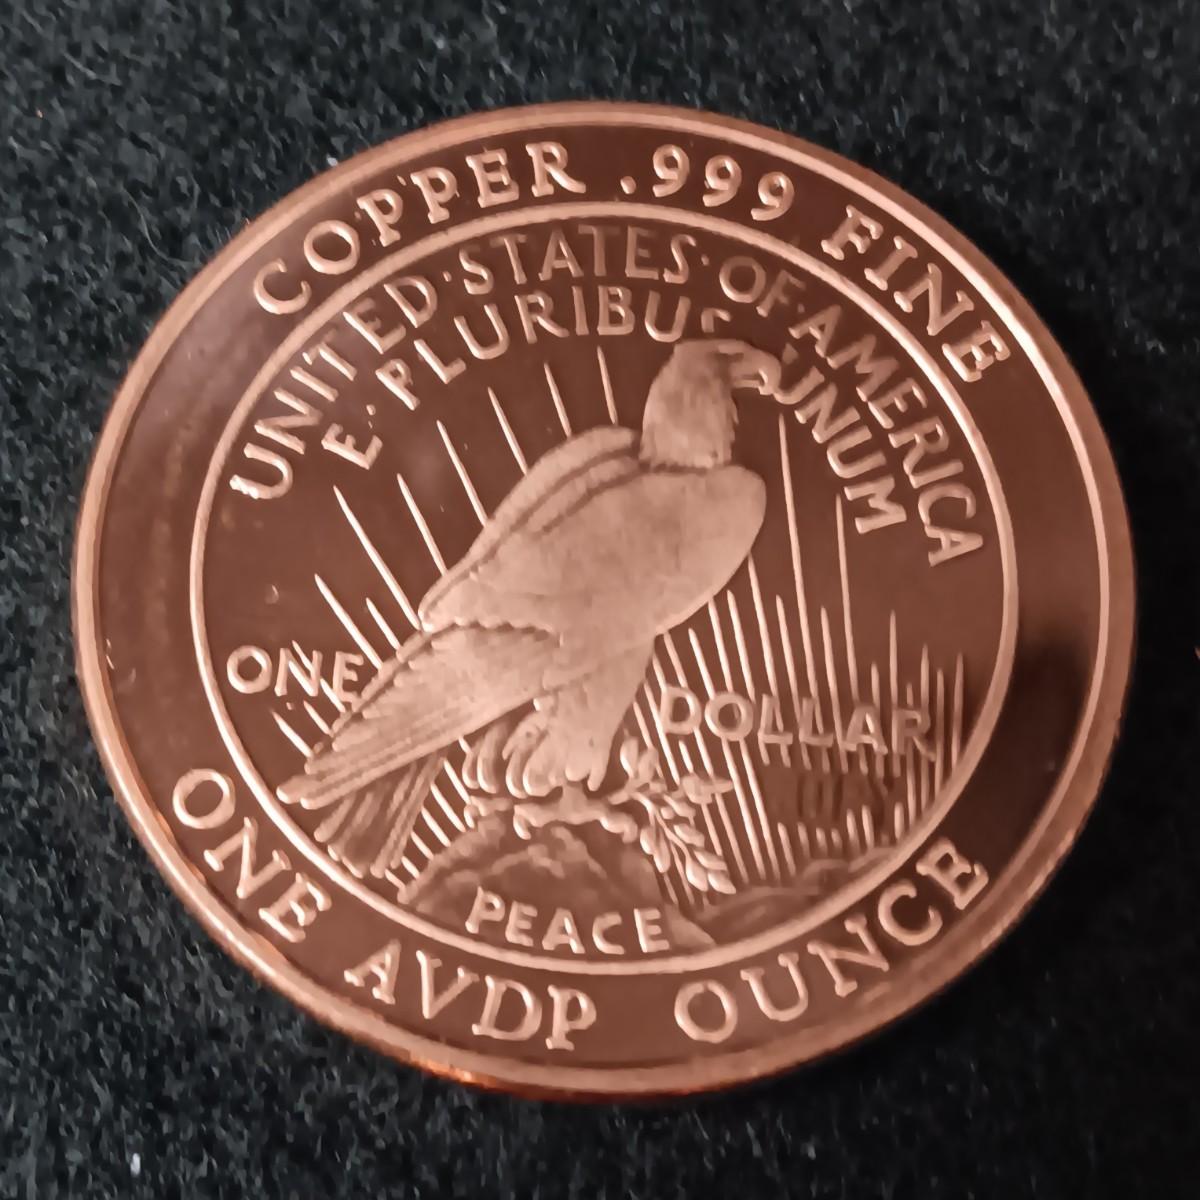 COPPER .999 FINE
UNITED·STATES·OF·AMERICA
E·PLURIBUS UNUM
ONE DOLLAR
PEACE
ONE AVDP OUNCE